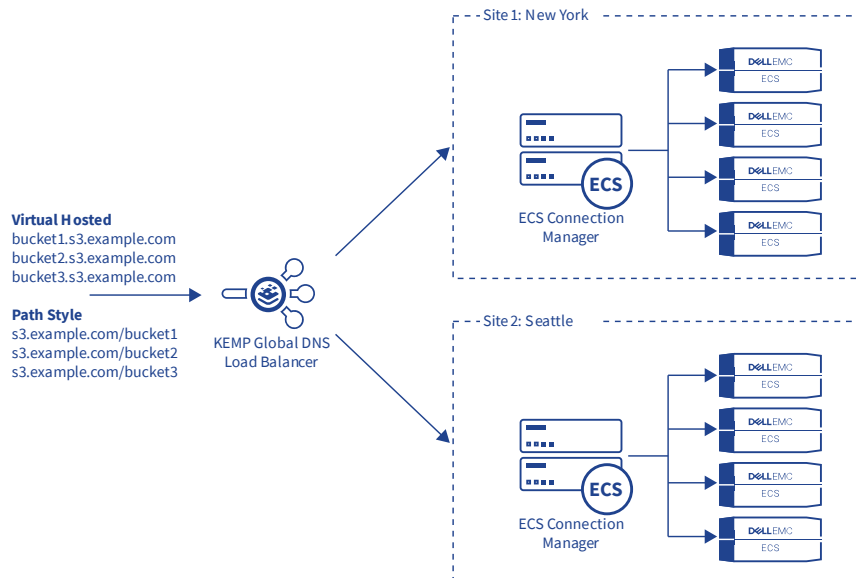 Virtual Hosted
bucket1.s3.example.com
bucket2.s3.example.com
bucket3.s3.example.com
Path Style
s3.example.com/bucket1
s3.example.com/bucket2
s3.example.com/bucket3
KEMP Global DNS
Load Balancer
Site 1: New York
ECS
ECS Connection
Manager
DELLEMC
ECS
DELLEMC
ECS
DELLEMC
ECS
DELLEMC
ECS
Site 2: Seattle
ECS
ECS Connection
Manager
DELLEMC
ECS
DELLEMC
ECS
DELLEMC
ECS
DELLEMC
ECS